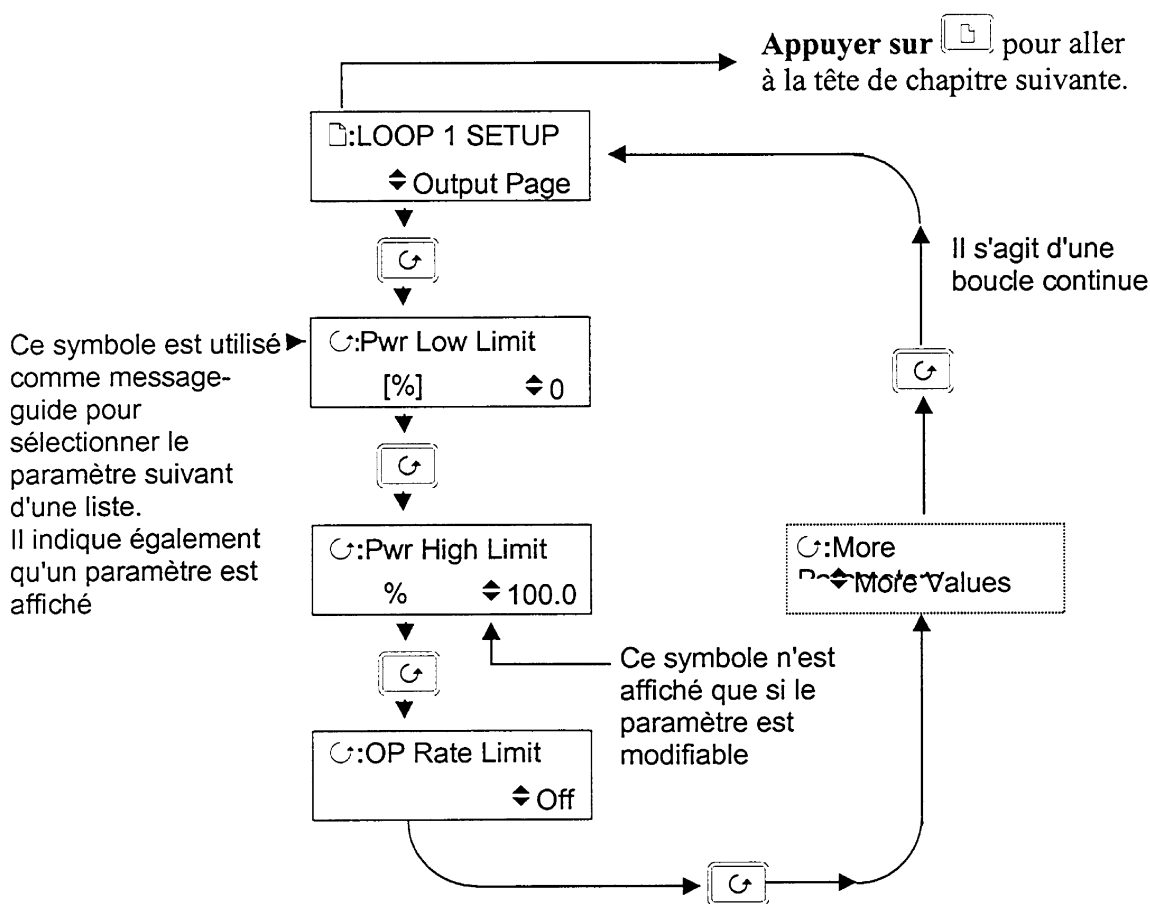 Appuyer sur pour aller
à la tête de chapitre suivante.
:LOOP 1 SETUP
Output Page
Il s'agit d'une
boucle continue
Ce symbole est utilisé
comme message-
guide pour
sélectionner le
paramètre suivant
d'une liste.
Il indique également
qu'un paramètre est
affiché
:Pwr Low Limit
[%] 0
:Pwr High Limit
% 100.0
:More
More Values
Ce symbole n'est
affiché que si le
paramètre est
modifiable
:OP Rate Limit
Off